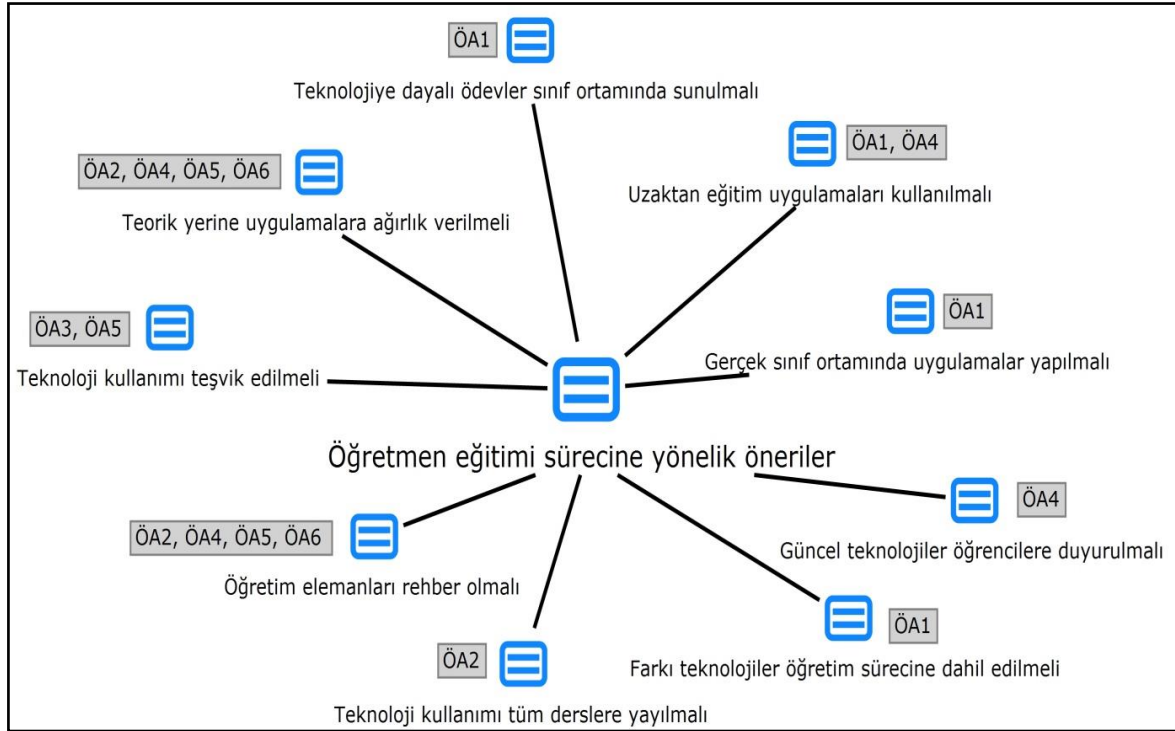 ÖA1
Teknolojiye dayalı ödevler sınıf ortamında sunulmalı
ÖA1, ÖA4
Uzaktan eğitim uygulamaları kullanılmalı
ÖA2, ÖA4, ÖA5, ÖA6
Teorik yerine uygulamalara ağırlık verilmeli
ÖA1
Gerçek sınıf ortamında uygulamalar yapılmalı
ÖA3, ÖA5
Teknoloji kullanımı teşvik edilmeli
Öğretmen eğitimi sürecine yönelik öneriler
ÖA4
Güncel teknolojiler öğrencilere duyurulmalı
ÖA2, ÖA4, ÖA5, ÖA6
Öğretim elemanları rehber olmalı
ÖA1
Farkı teknolojiler öğretim sürecine dahil edilmeli
ÖA2
Teknoloji kullanımı tüm derslere yayılmalı